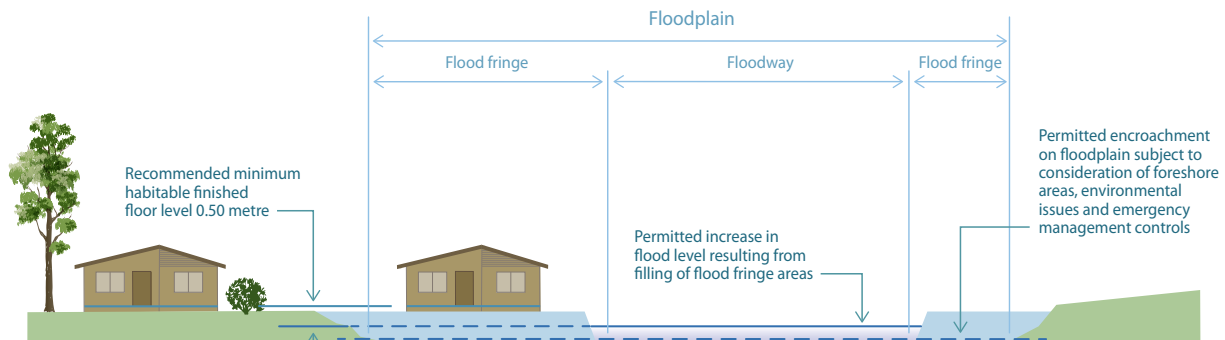 Floodplain
Flood fringe
Floodway
Flood fringe
Recommended minimum
habitable finished
floor level 0.50 metre
Permitted increase in
flood level resulting from
filling of flood fringe areas
Permitted encroachment
on floodplain subject to
consideration of foreshore
areas, environmental
issues and emergency
management controls